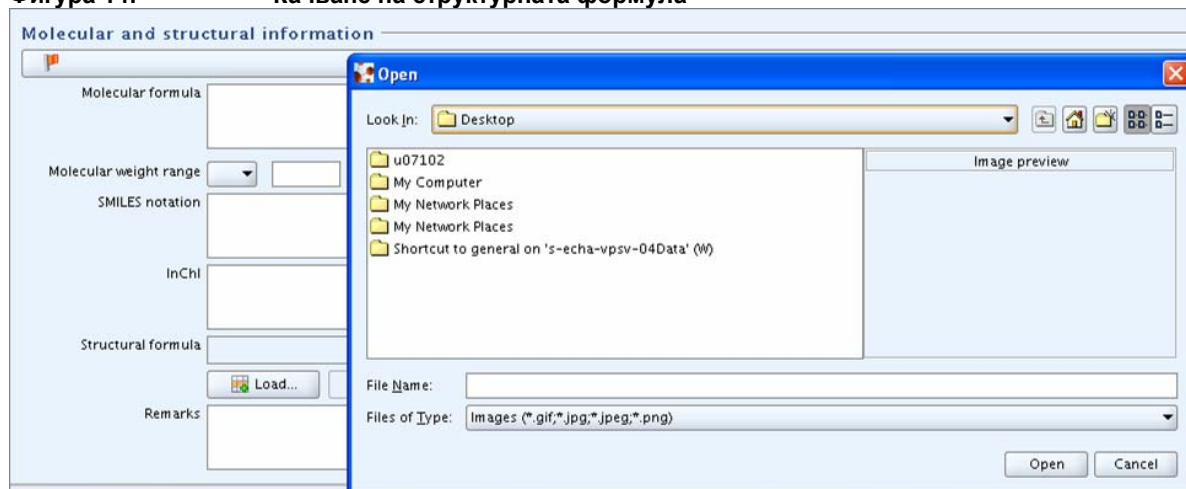 Фигура 14. Качване на структурната формула
Molecular and structural information
Open
Molecular formula
Look In: Desktop
u07102
Image preview
My Computer
Molecular weight range
My Network Places
SMILES notation
My Network Places
Shortcut to general on 's-echa-vpsv-04Data' (W)
InChI
Structural formula
Load...
File Name:
Remarks
Files of Type: Images (*.gif;*.jpg;*.jpeg;*.png)
Open Cancel